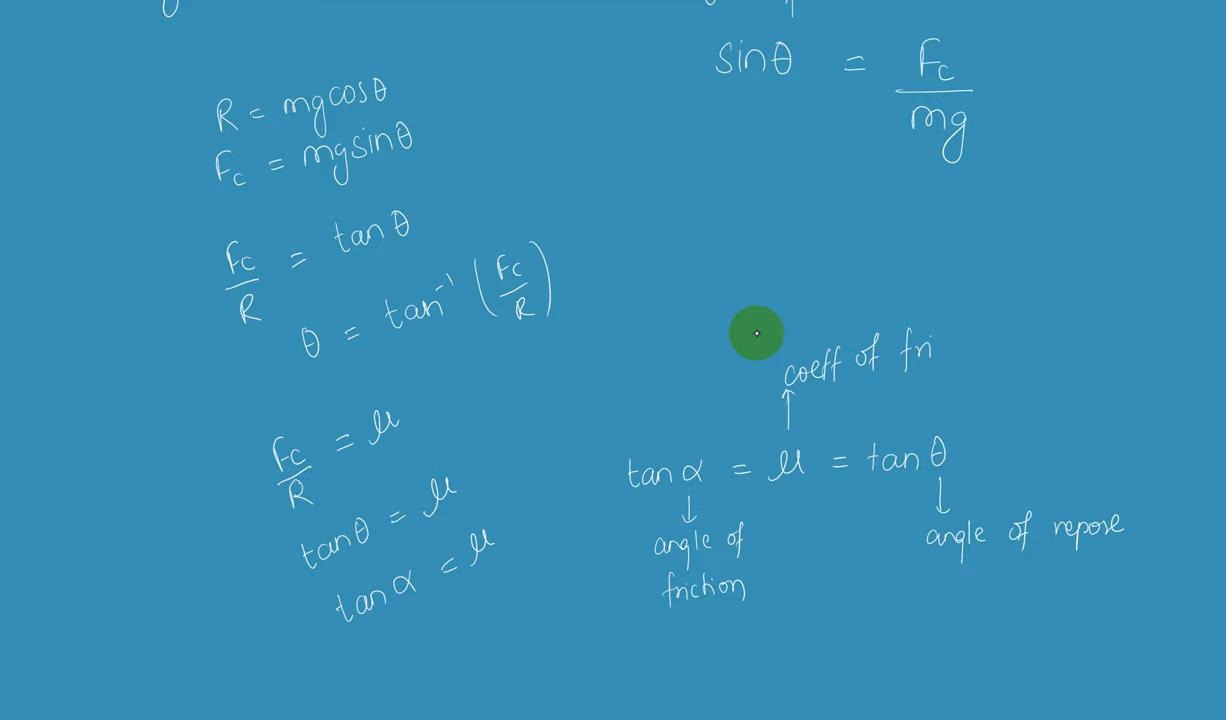 R = mgcosθ
Fc = mgsinθ
Fc/R = tanθ
θ = tan⁻¹ (Fc/R)
Fc/R = μ
tanθ = μ
tanα = μ
sinθ = Fc/mg
coeff of fri
tanα = μ = tanθ
angle of
friction
angle of repose